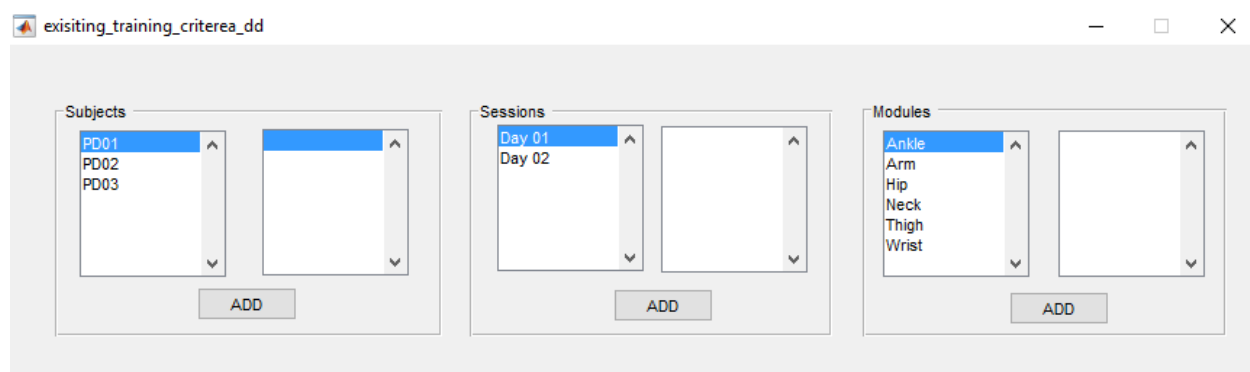 exisiting_training_criterea_dd
Subjects
PD01
PD02
PD03
ADD
Sessions
Day 01
Day 02
ADD
Modules
Ankle
Arm
Hip
Neck
Thigh
Wrist
ADD